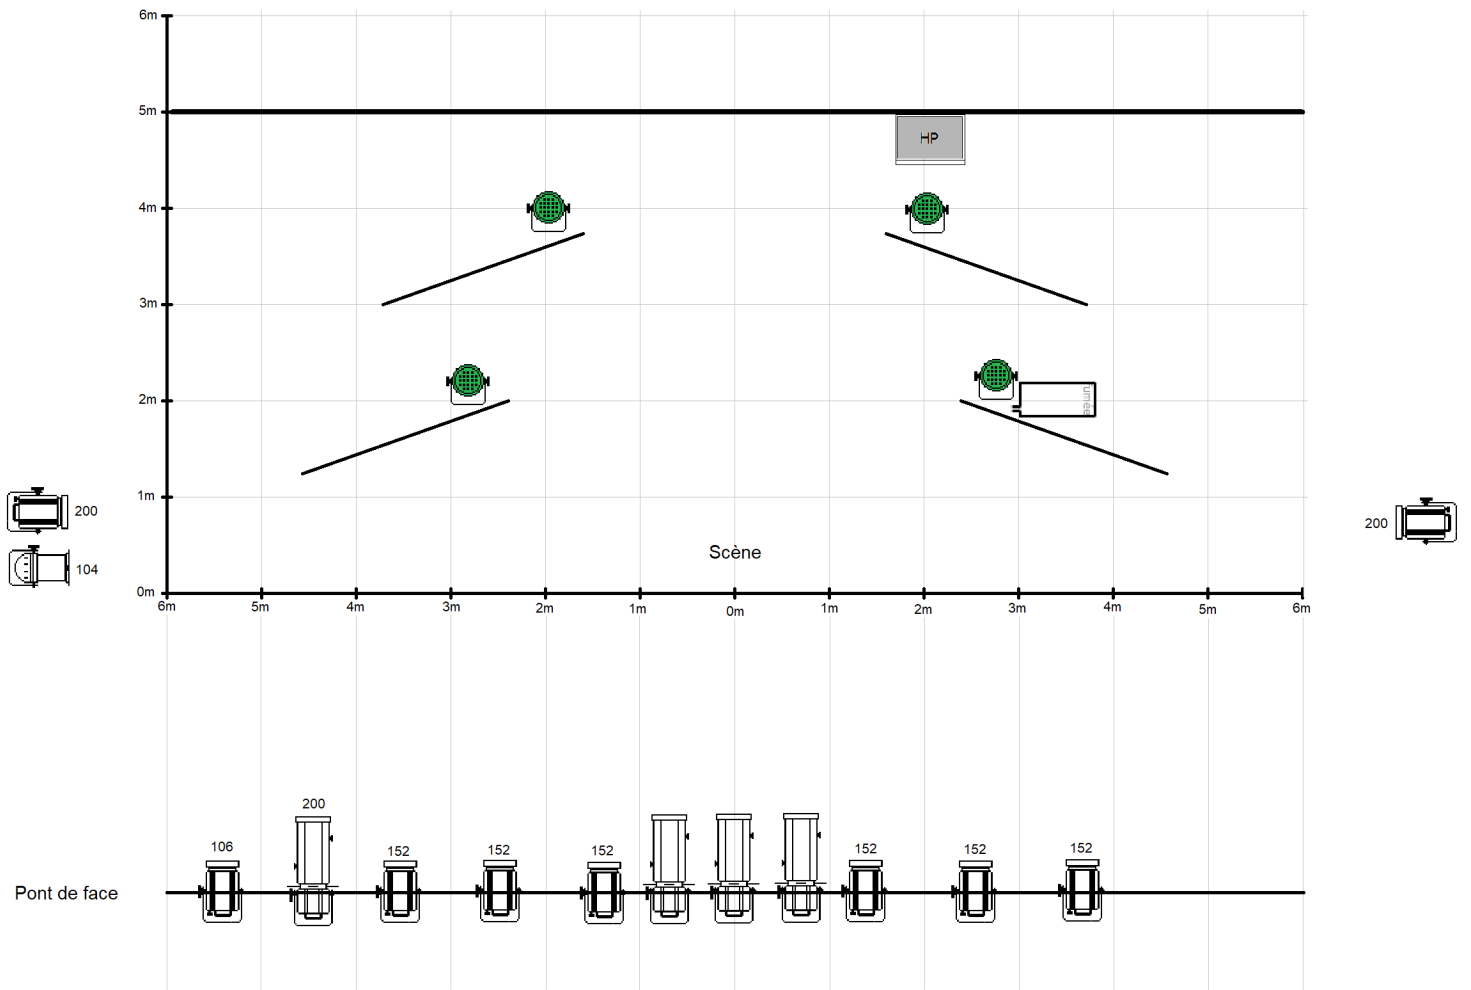 6m
5m
HP
4m
3m
2m
umée
1m
200
200
104
Scène
0m
6m 5m 4m 3m 2m 1m 0m 1m 2m 3m 4m 5m 6m
200
106 152 152 152 152 152 152
Pont de face